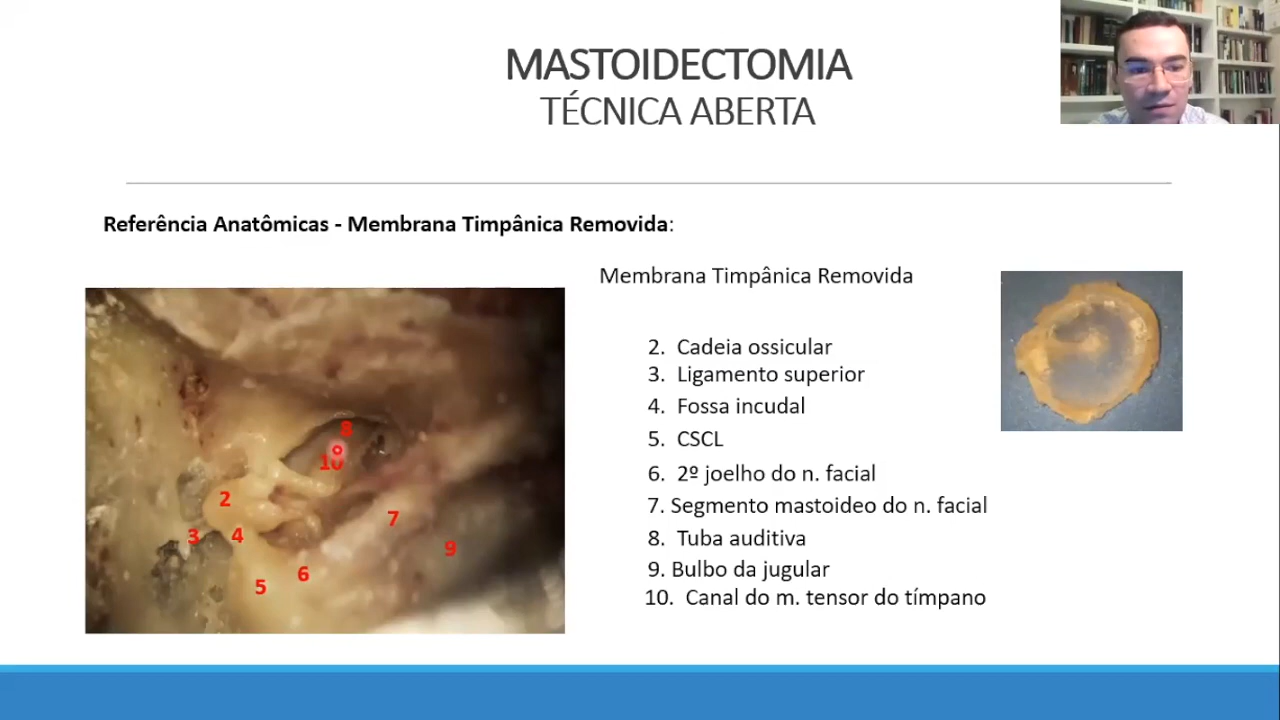 MASTOIDECTOMIA
TÉCNICA ABERTA
Referência Anatômicas - Membrana Timpânica Removida:
Membrana Timpânica Removida
2. Cadeia ossicular
3. Ligamento superior
4. Fossa incudal
5. CSCL
6. 2º joelho do n. facial
7. Segmento mastoideo do n. facial
8. Tuba auditiva
9. Bulbo da jugular
10. Canal do m. tensor do tímpano
8
10
2
7
3
4
9
6
5